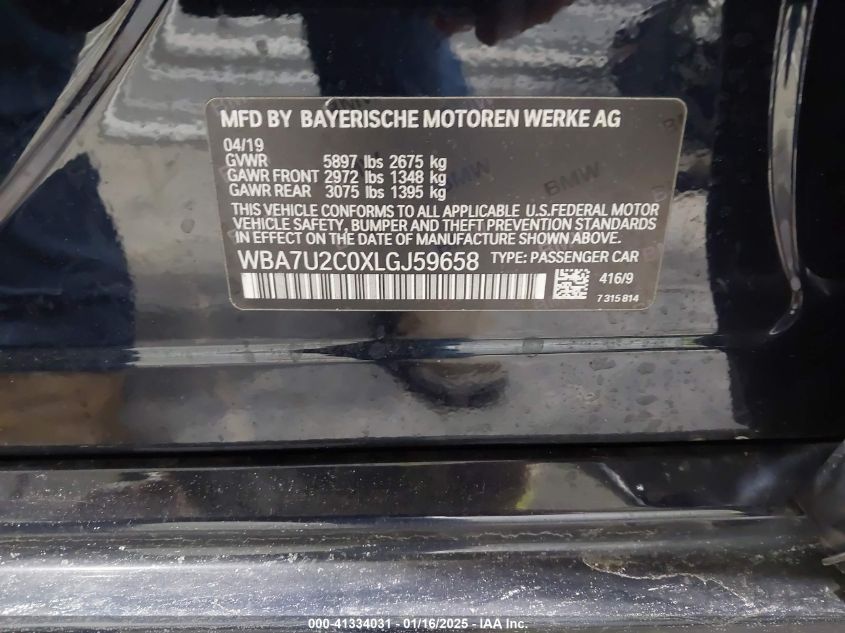 MFD BY BAYERISCHE MOTOREN WERKE AG
04/19
GVWR 5897 lbs 2675 kg
GAWR FRONT 2972 lbs 1348 kg
GAWR REAR 3075 lbs 1395 kg
THIS VEHICLE CONFORMS TO ALL APPLICABLE U.S.FEDERAL MOTOR
VEHICLE SAFETY, BUMPER AND THEFT PREVENTION STANDARDS
IN EFFECT ON THE DATE OF MANUFACTURE SHOWN ABOVE.
WBA7U2C0XLGJ59658 TYPE: PASSENGER CAR
416/9
7 315 814
BMW
BMW
000-41334031 - 01/16/2025 - IAA Inc.